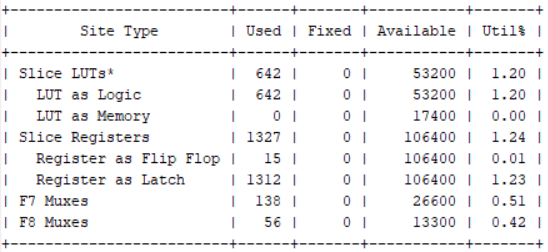 +----------------------------+------+-------+-----------+-------+
|          Site Type         | Used | Fixed | Available | Util% |
+----------------------------+------+-------+-----------+-------+
| Slice LUTs*                |  642 |     0 |     53200 |  1.20 |
|   LUT as Logic             |  642 |     0 |     53200 |  1.20 |
|   LUT as Memory            |    0 |     0 |     17400 |  0.00 |
| Slice Registers            | 1327 |     0 |    106400 |  1.24 |
|   Register as Flip Flop    |   15 |     0 |    106400 |  0.01 |
|   Register as Latch        | 1312 |     0 |    106400 |  1.23 |
| F7 Muxes                   |  138 |     0 |     26600 |  0.51 |
| F8 Muxes                   |   56 |     0 |     13300 |  0.42 |
+----------------------------+------+-------+-----------+-------+